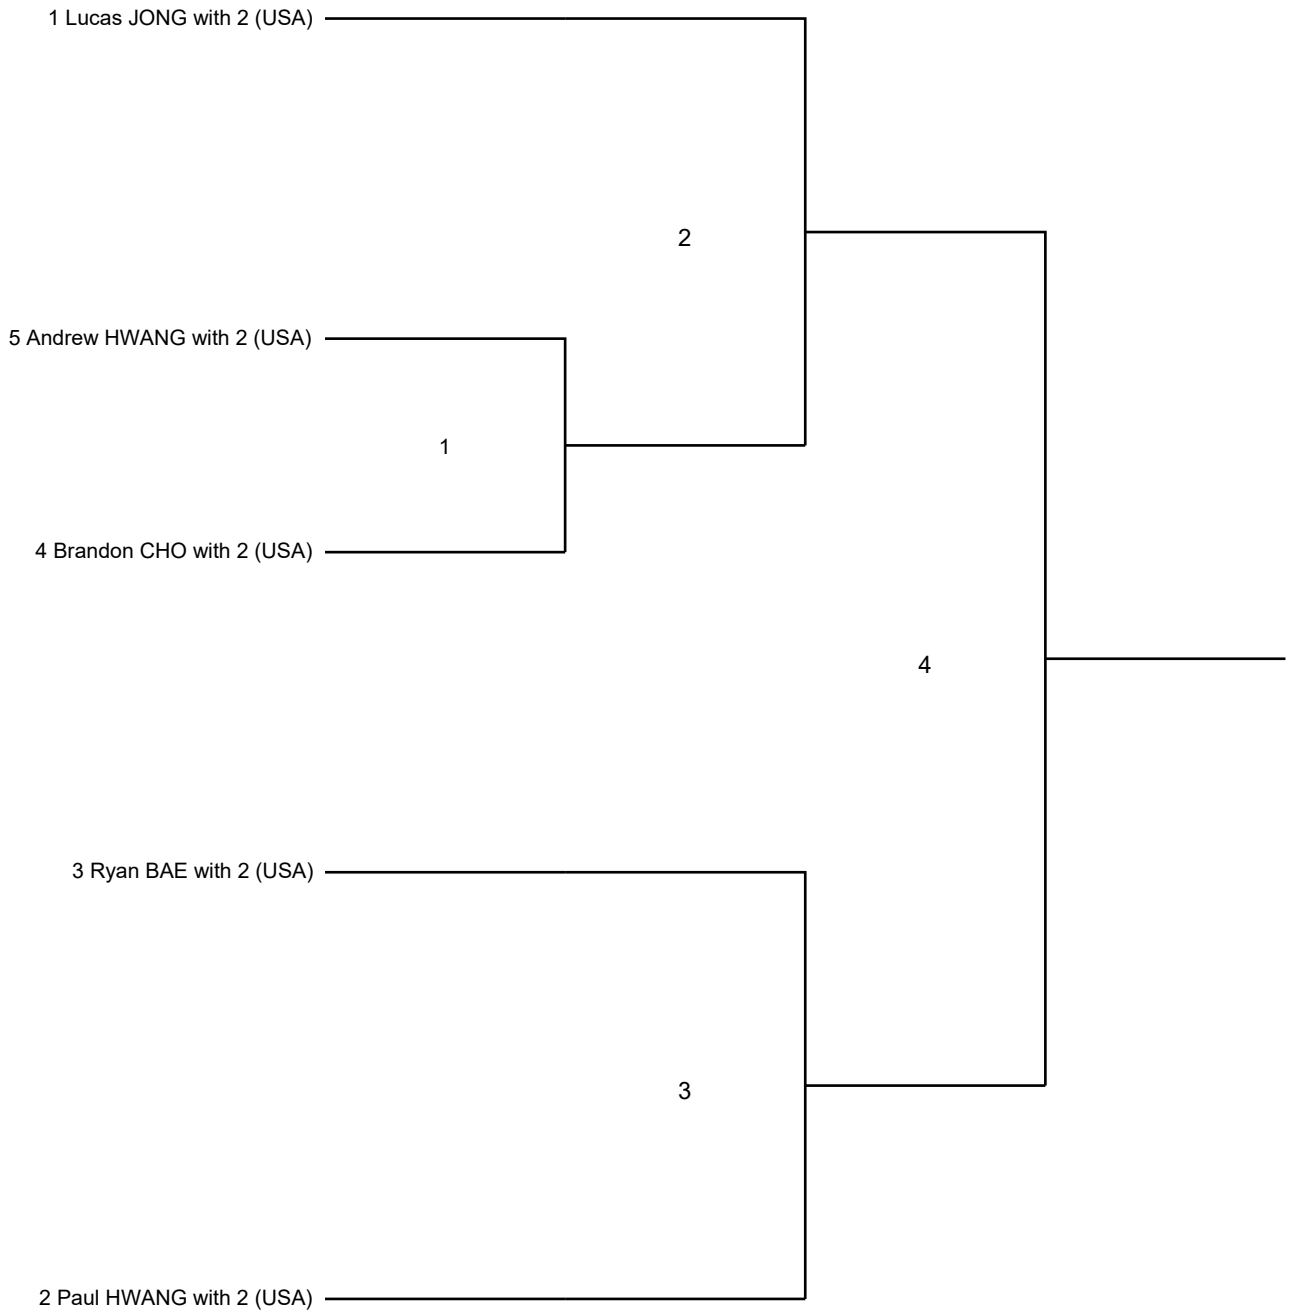 1 Lucas JONG with 2 (USA)
2
5 Andrew HWANG with 2 (USA)
1
4 Brandon CHO with 2 (USA)
4
3 Ryan BAE with 2 (USA)
3
2 Paul HWANG with 2 (USA)